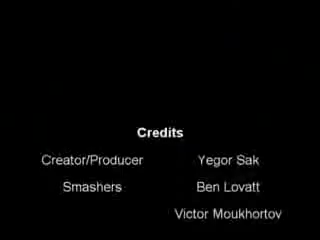 Credits
Creator/Producer Yegor Sak
Smashers Ben Lovatt
Victor Moukhortov